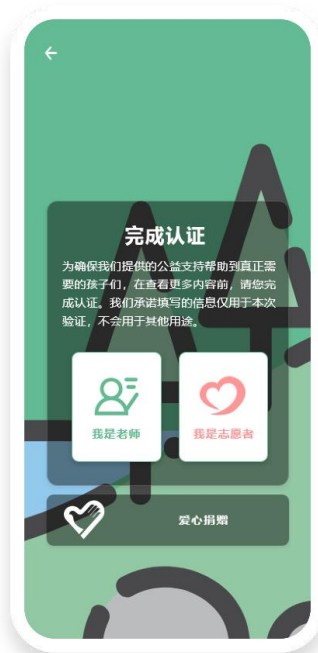 完成认证
为确保我们提供的公益支持帮助到真正需
要的孩子们，在查看更多内容前，请您完
成认证。我们承诺填写的信息仅用于本次
验证，不会用于其他用途。
我是老师
我是志愿者
爱心捐赠